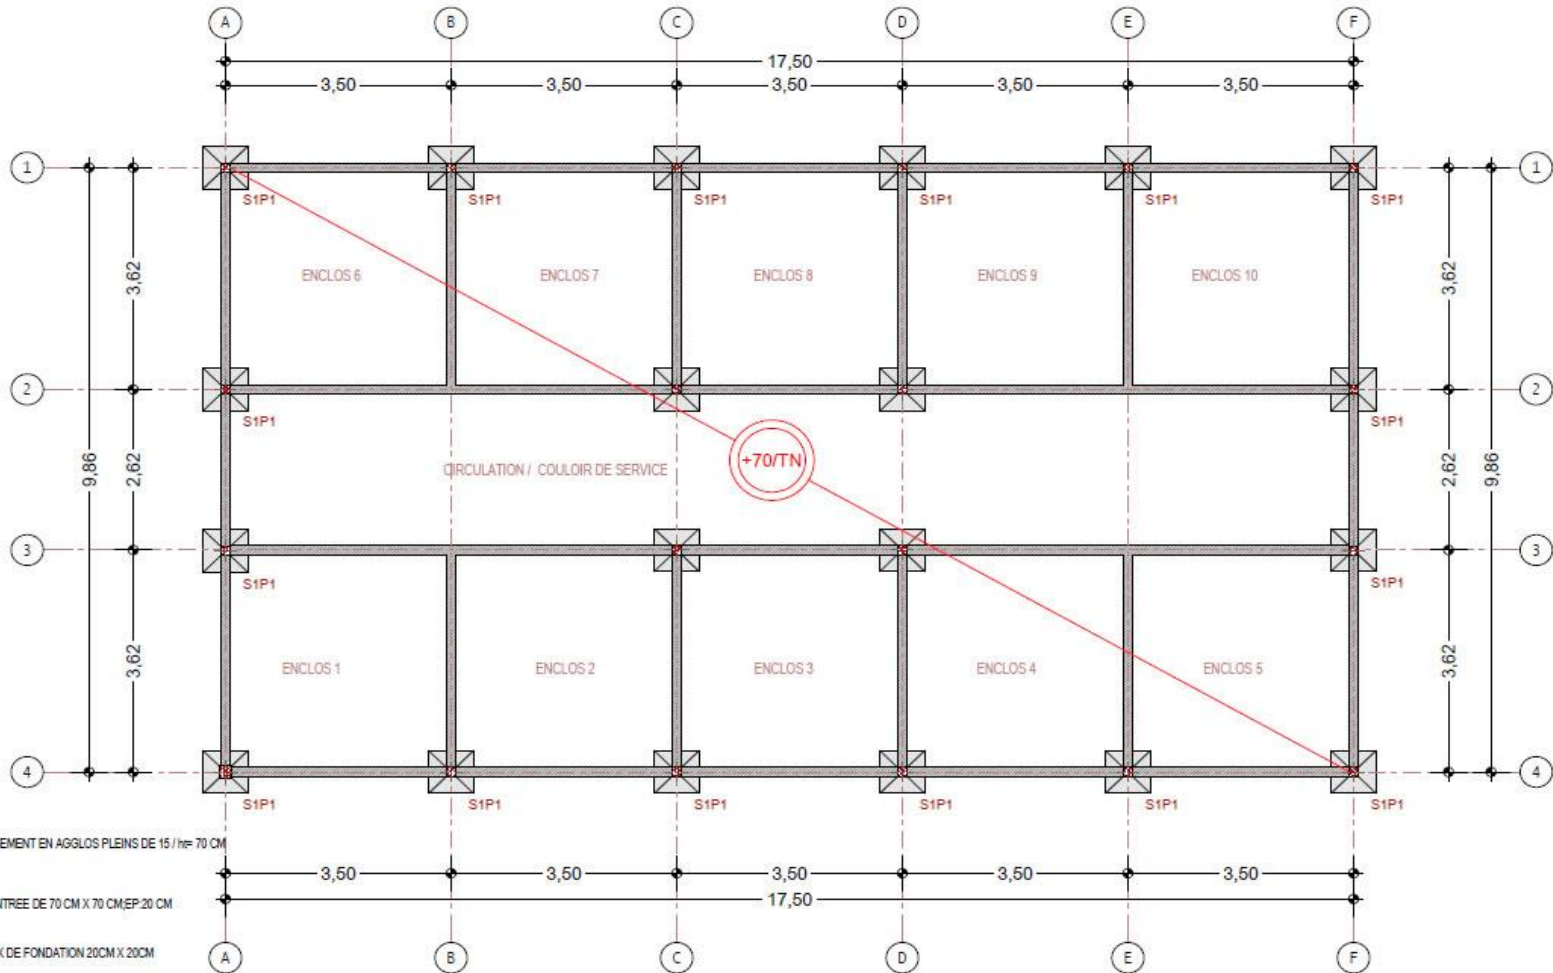 A B C D E F
17,50
3,50 3,50 3,50 3,50 3,50
1 1
S1P1 S1P1 S1P1 S1P1 S1P1 S1P1
3,62 3,62
ENCLOS 6 ENCLOS 7 ENCLOS 8 ENCLOS 9 ENCLOS 10
2 2
S1P1 S1P1
9,86 2,62 2,62 9,86
+70/TN
CIRCULATION / COULOIR DE SERVICE
3 3
S1P1 S1P1
3,62 3,62
ENCLOS 1 ENCLOS 2 ENCLOS 3 ENCLOS 4 ENCLOS 5
4 4
S1P1 S1P1 S1P1 S1P1 S1P1 S1P1
EMENT EN AGGLOS PLEINS DE 15 / ht= 70 CM
3,50 3,50 3,50 3,50 3,50
17,50
NTREE DE 70 CM X 70 CM;EP:20 CM
X DE FONDATION 20CM X 20CM
A B C D E F